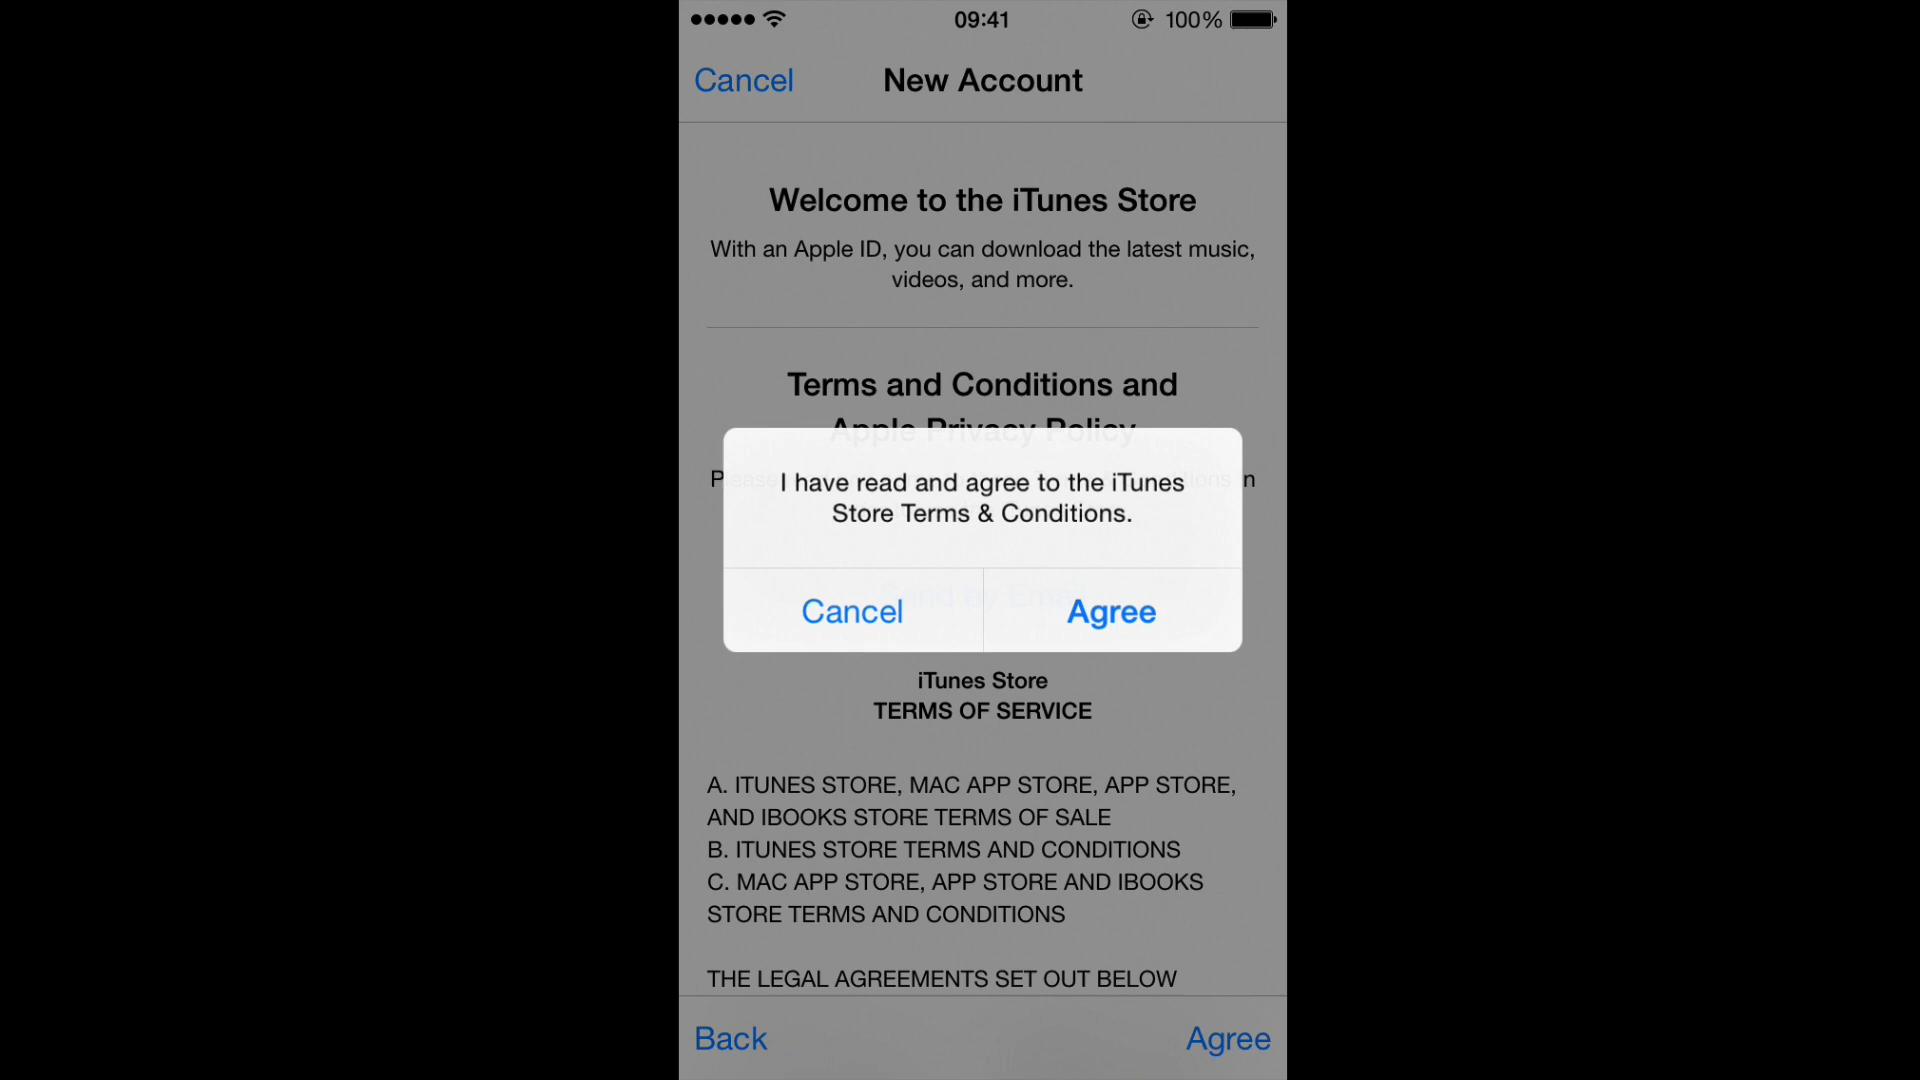 09:41
100%
Cancel
New Account
Welcome to the iTunes Store
With an Apple ID, you can download the latest music,
videos, and more.
Terms and Conditions and
Apple Privacy Policy
I have read and agree to the iTunes
Store Terms & Conditions.
Send by Email
Cancel
Agree
iTunes Store
TERMS OF SERVICE
A. ITUNES STORE, MAC APP STORE, APP STORE,
AND IBOOKS STORE TERMS OF SALE
B. ITUNES STORE TERMS AND CONDITIONS
C. MAC APP STORE, APP STORE AND IBOOKS
STORE TERMS AND CONDITIONS
THE LEGAL AGREEMENTS SET OUT BELOW
Back
Agree